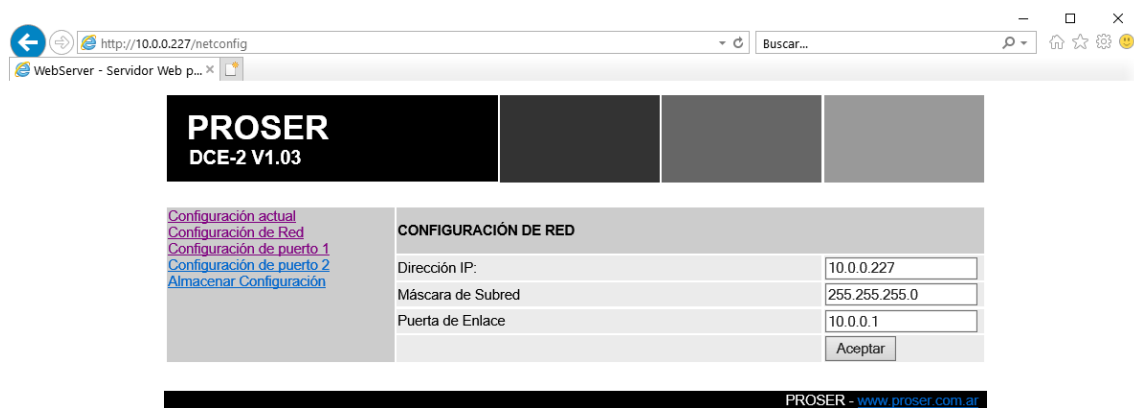 http://10.0.0.227/netconfig
Buscar...
WebServer - Servidor Web p...
PROSER
DCE-2 V1.03
Configuración actual
Configuración de Red
Configuración de puerto 1
Configuración de puerto 2
Almacenar Configuración
CONFIGURACIÓN DE RED
Dirección IP: 10.0.0.227
Máscara de Subred 255.255.255.0
Puerta de Enlace 10.0.0.1
Aceptar
PROSER - www.proser.com.ar